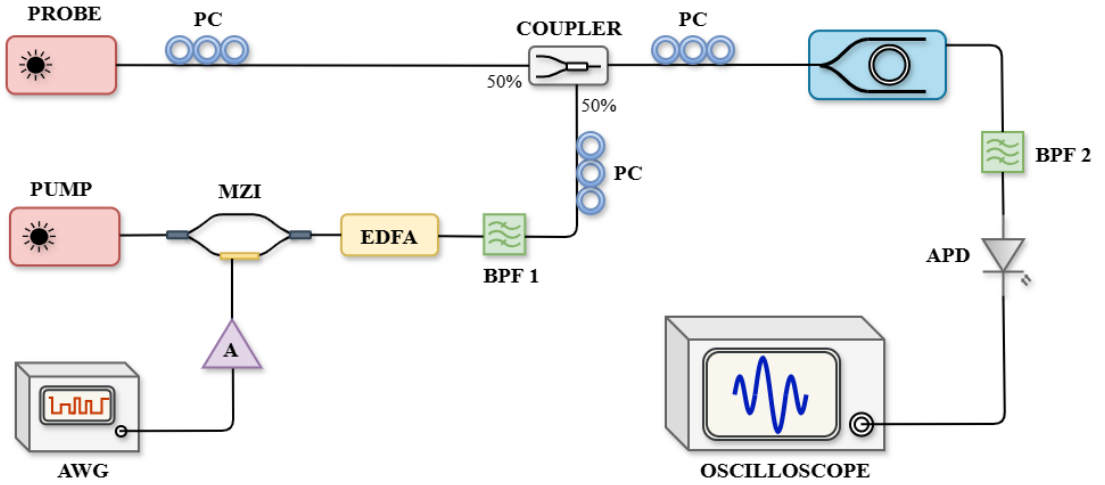 PROBE
PC
COUPLER
PC
50%
50%
BPF 2
PC
PUMP
MZI
EDFA
BPF 1
APD
A
AWG
OSCILLOSCOPE